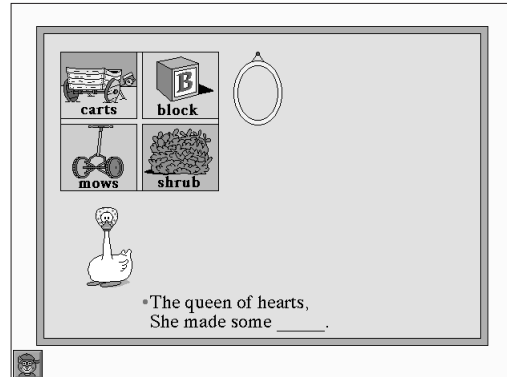 carts
block
B
mows
shrub
•The queen of hearts,
She made some _____.